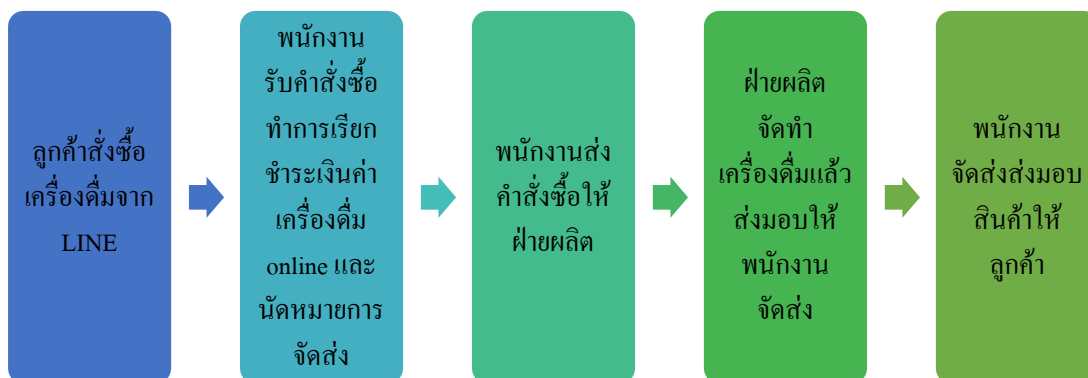 ลูกค้าสั่งซื้อ
เครื่องดื่มจาก
LINE
พนักงาน
รับคำสั่งซื้อ
ทำการเรียก
ชำระเงินค่า
เครื่องดื่ม
online และ
นัดหมายการ
จัดส่ง
พนักงานส่ง
คำสั่งซื้อให้
ฝ่ายผลิต
ฝ่ายผลิต
จัดทำ
เครื่องดื่มแล้ว
ส่งมอบให้
พนักงาน
จัดส่ง
พนักงาน
จัดส่งส่งมอบ
สินค้าให้
ลูกค้า